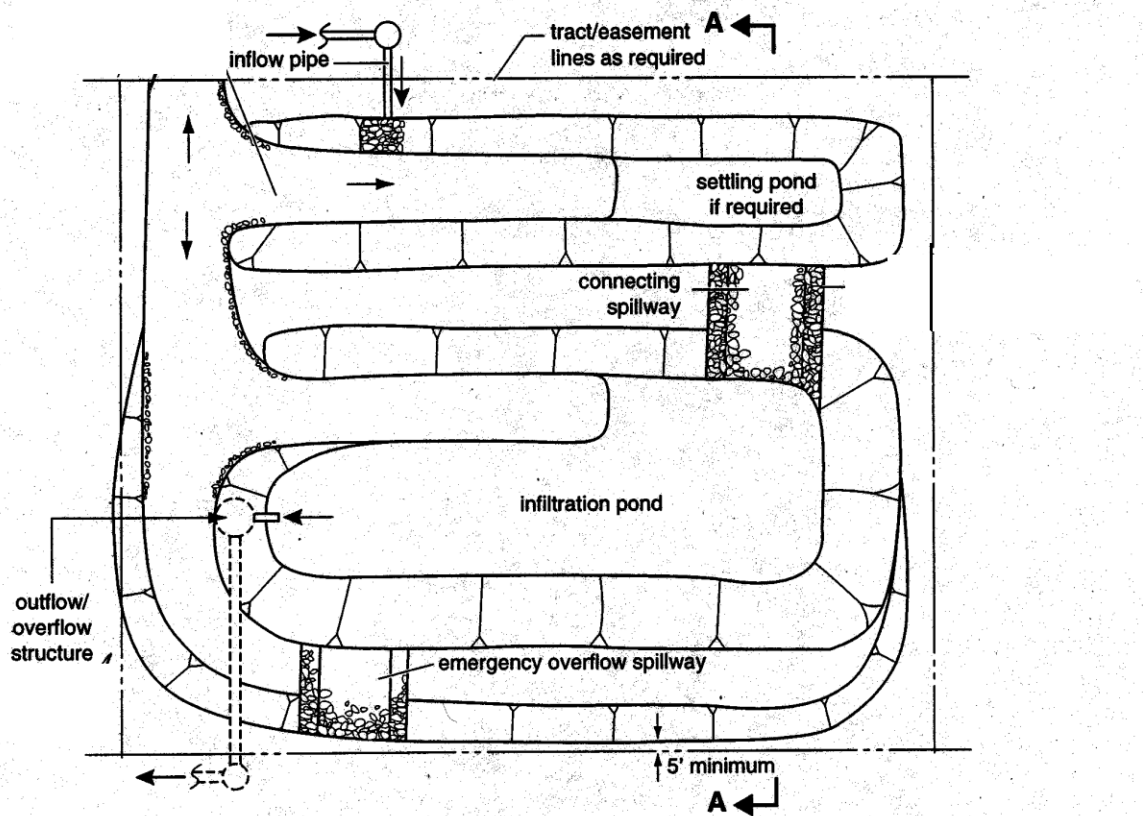 A
tract/easement
lines as required
inflow pipe
settling pond
if required
connecting
spillway
infiltration pond
outflow/
overflow
structure
emergency overflow spillway
5' minimum
A